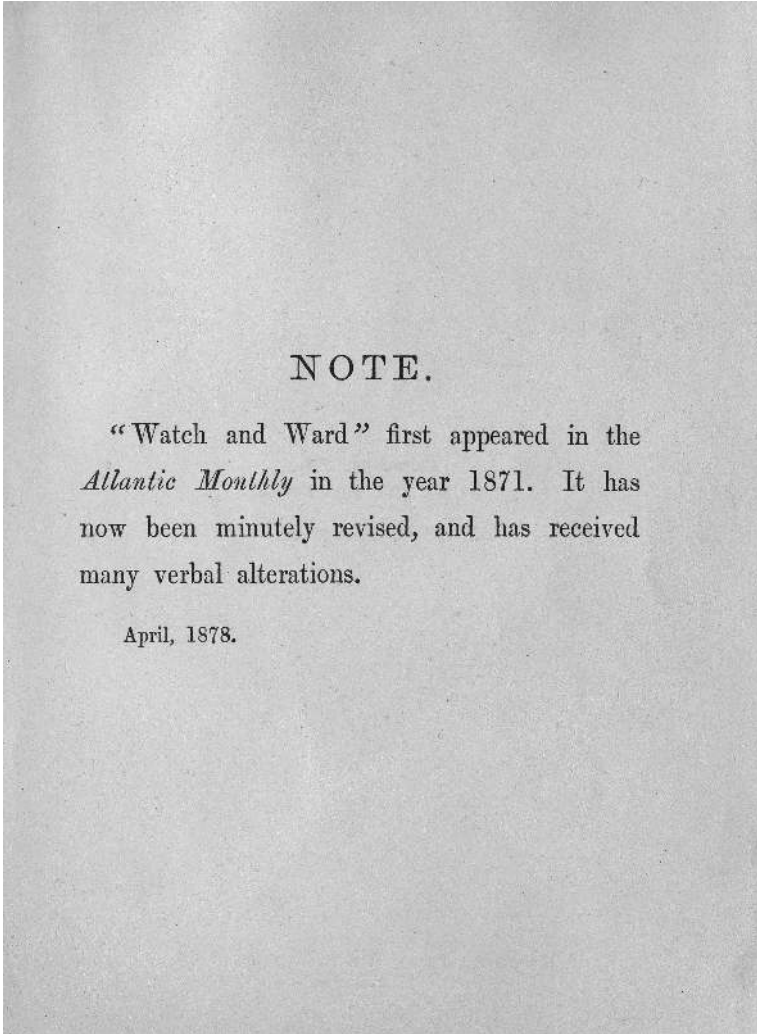 NOTE.
“Watch and Ward” first appeared in the
Atlantic Monthly in the year 1871. It has
now been minutely revised, and has received
many verbal alterations.
April, 1878.